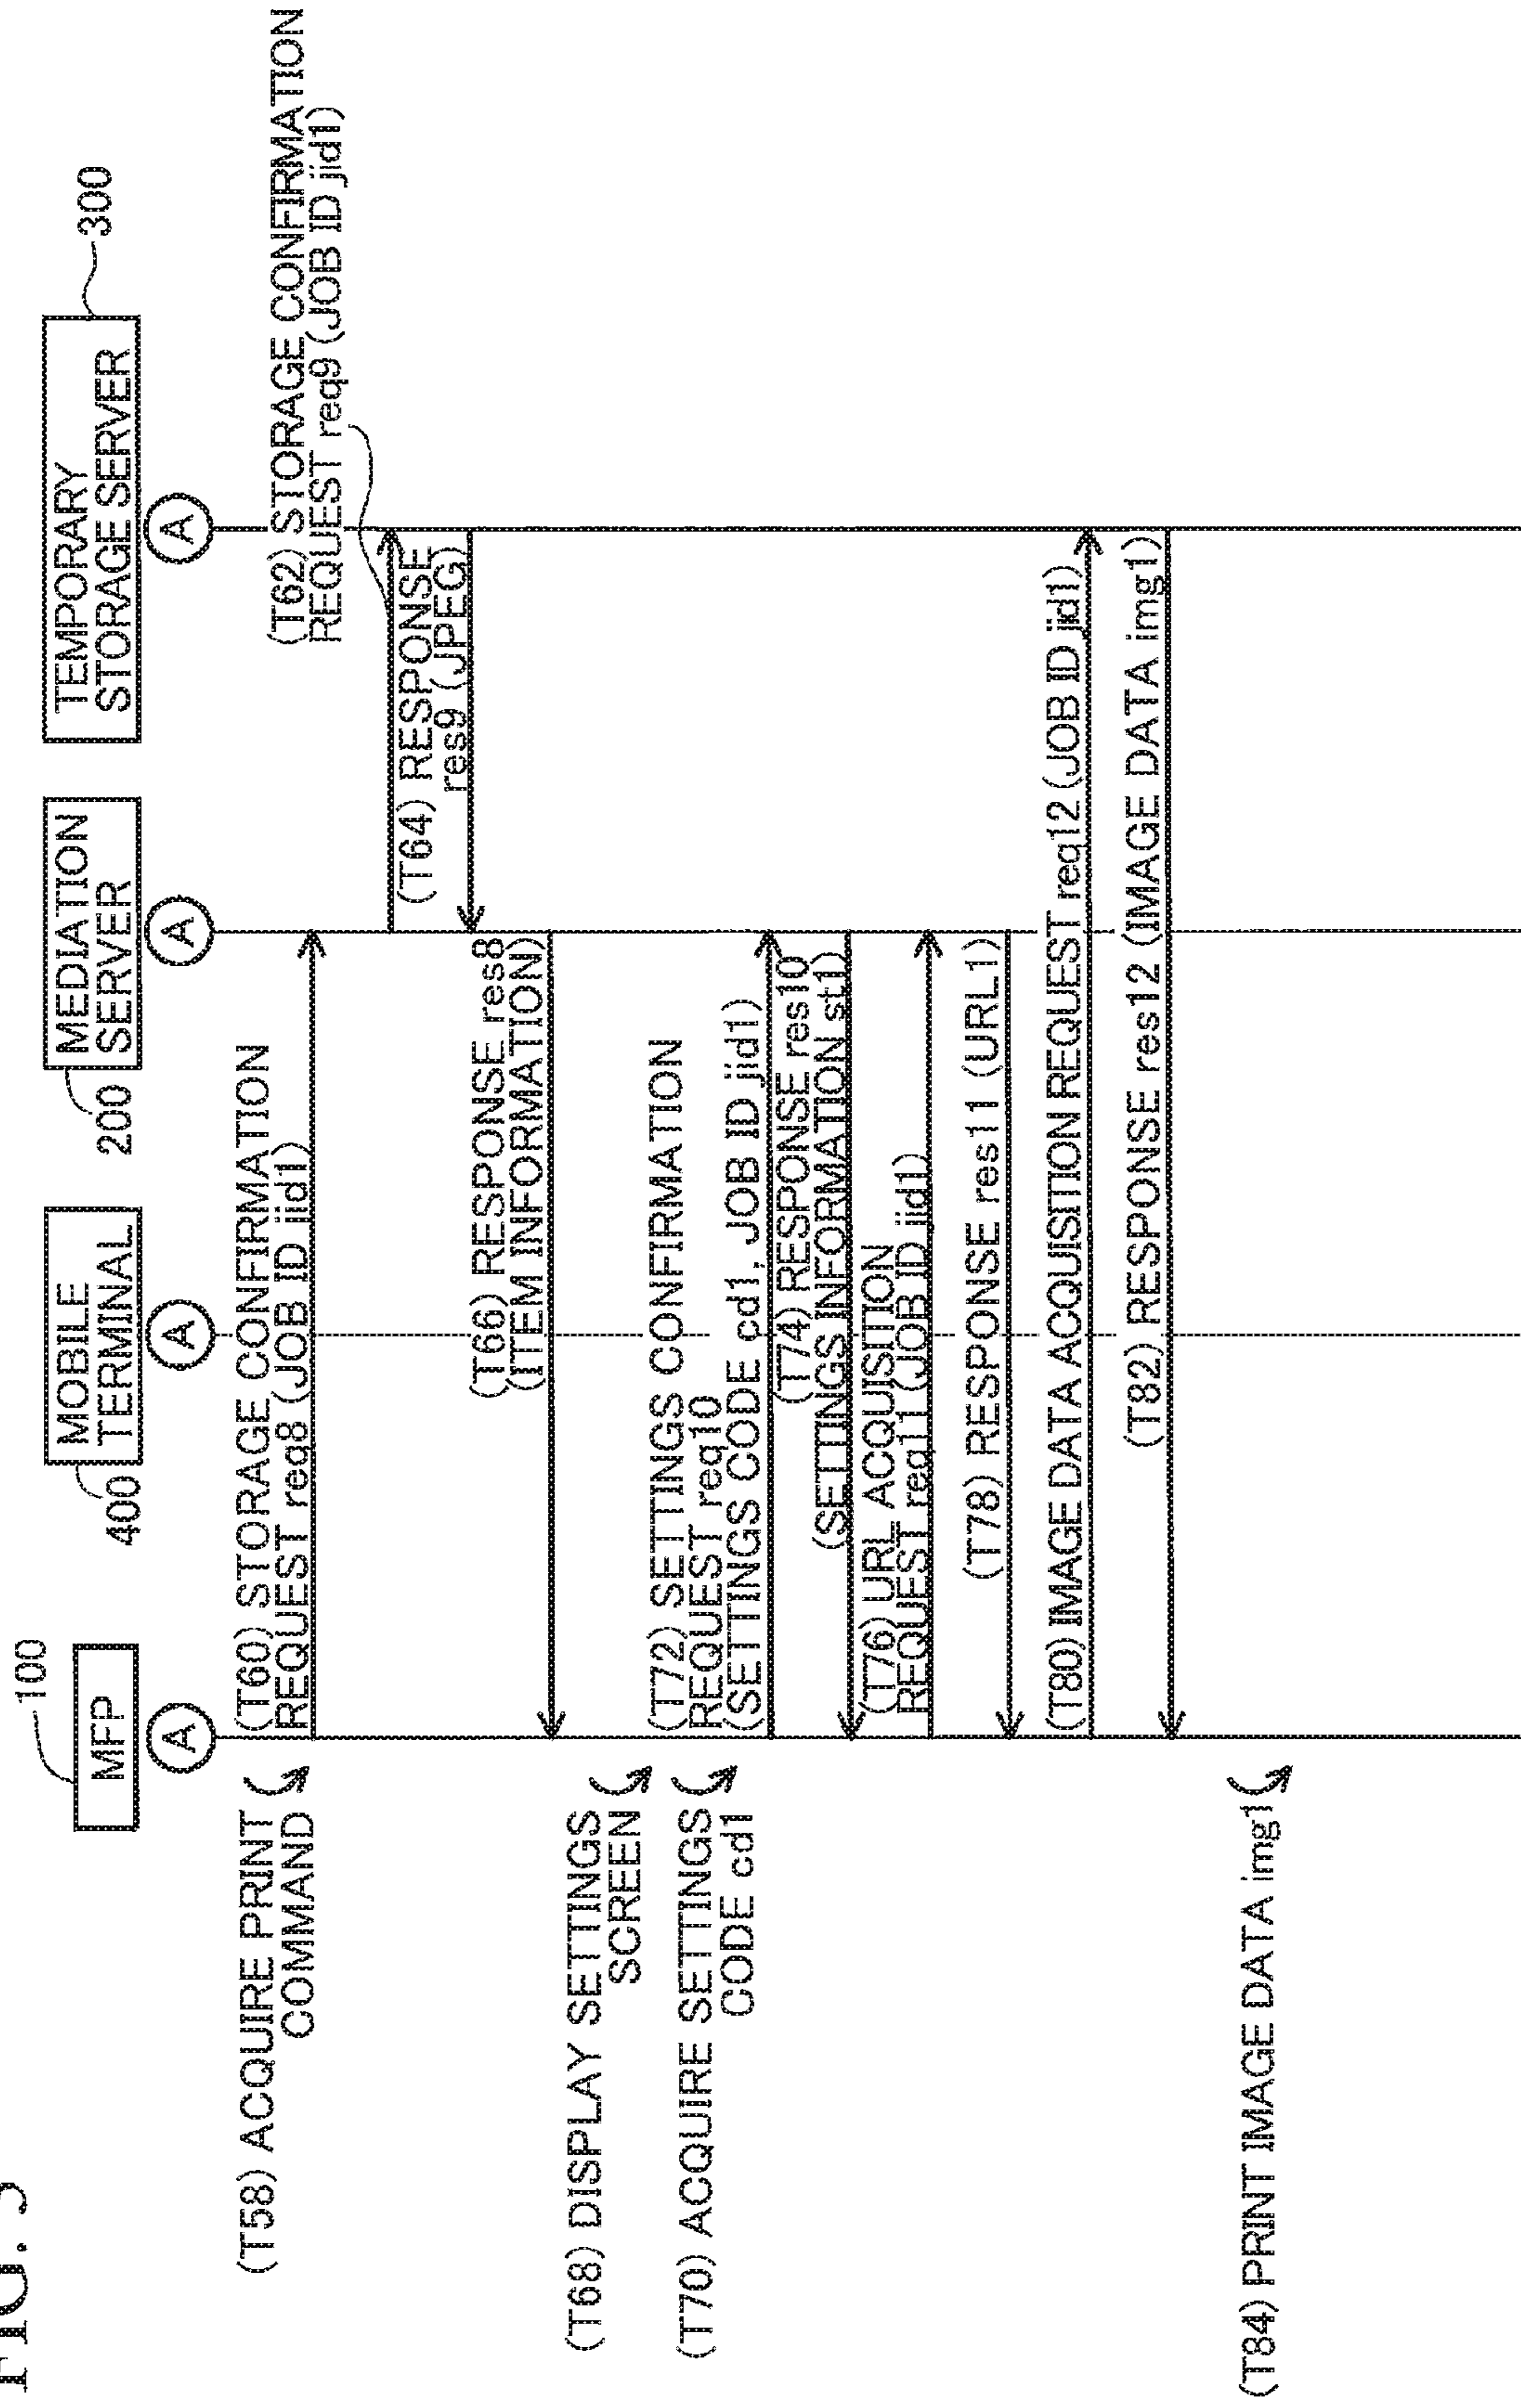 FIG. 5
100
MFP
400
MOBILE
TERMINAL
200
MEDIATION
SERVER
300
TEMPORARY
STORAGE SERVER
A
A
A
A
(T58) ACQUIRE PRINT
COMMAND
(T60) STORAGE CONFIRMATION
REQUEST req8 (JOB ID jid1)
(T62) STORAGE CONFIRMATION
REQUEST req9 (JOB ID jid1)
(T64) RESPONSE
res9 (JPEG)
(T66) RESPONSE res8
(ITEM INFORMATION)
(T68) DISPLAY SETTINGS
SCREEN
(T70) ACQUIRE SETTINGS
CODE cd1
(T72) SETTINGS CONFIRMATION
REQUEST req10
(SETTINGS CODE cd1, JOB ID jid1)
(T74) RESPONSE res10
(SETTINGS INFORMATION st1)
(T76) URL ACQUISITION
REQUEST req11 (JOB ID jid1)
(T78) RESPONSE res11 (URL1)
(T80) IMAGE DATA ACQUISITION REQUEST req12 (JOB ID jid1)
(T82) RESPONSE res12 (IMAGE DATA img1)
(T84) PRINT IMAGE DATA img1